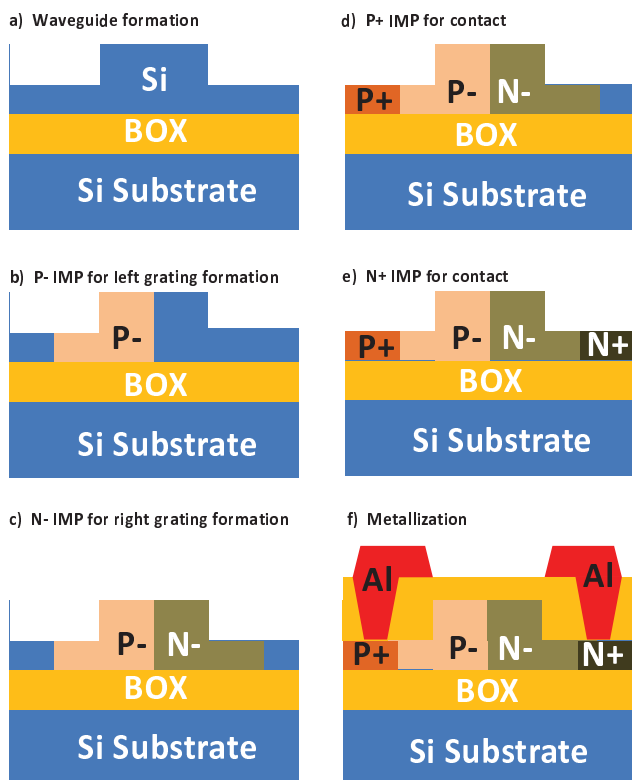 a) Waveguide formation
Si
BOX
Si Substrate
b) P- IMP for left grating formation
P-
BOX
Si Substrate
c) N- IMP for right grating formation
P- N-
BOX
Si Substrate
d) P+ IMP for contact
P+ P- N-
BOX
Si Substrate
e) N+ IMP for contact
P+ P- N- N+
BOX
Si Substrate
f) Metallization
Al Al
P+ P- N- N+
BOX
Si Substrate